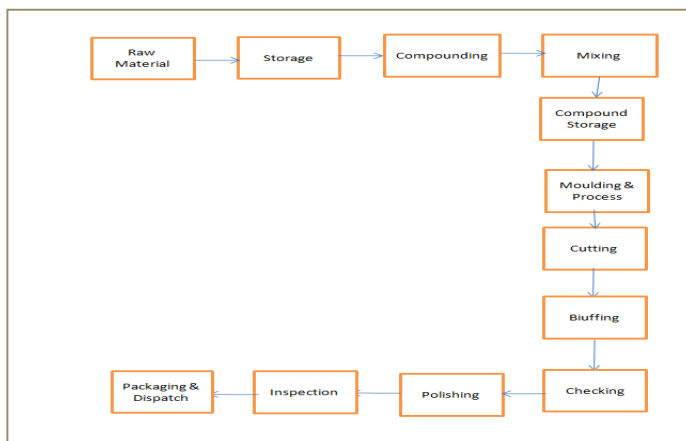 Raw
Material
Storage
Compounding
Mixing
Compound
Storage
Moulding &
Process
Cutting
Biuffing
Checking
Polishing
Inspection
Packaging &
Dispatch